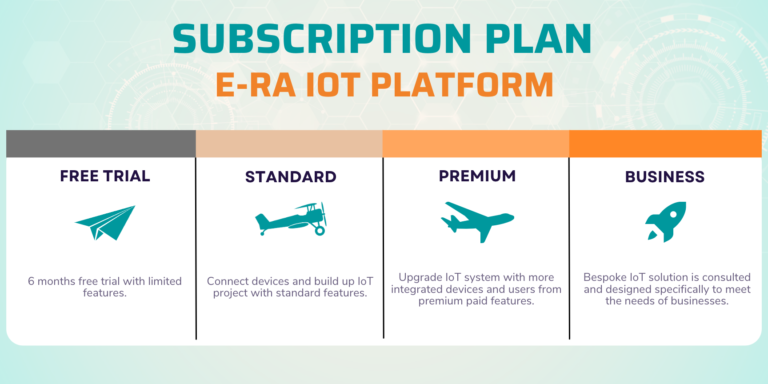 SUBSCRIPTION PLAN
E-RA IOT PLATFORM
FREE TRIAL
6 months free trial with limited
features.
STANDARD
Connect devices and build up IoT
project with standard features.
PREMIUM
Upgrade IoT system with more
integrated devices and users from
premium paid features.
BUSINESS
Bespoke IoT solution is consulted
and designed specifically to meet
the needs of businesses.